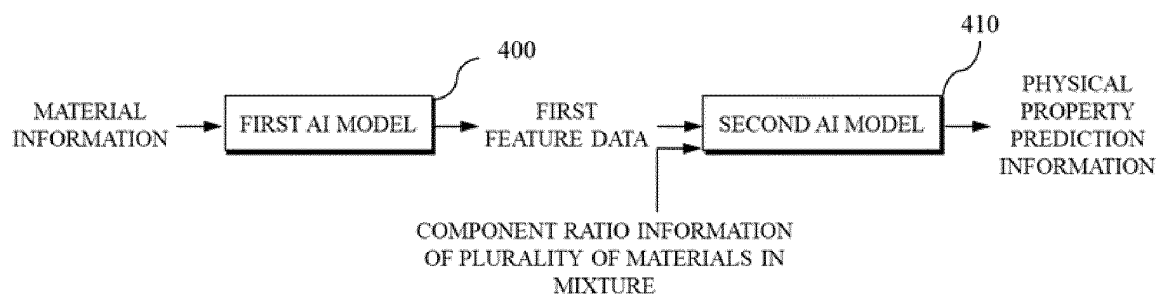 400
410
MATERIAL
INFORMATION
FIRST AI MODEL
FIRST
FEATURE DATA
SECOND AI MODEL
PHYSICAL
PROPERTY
PREDICTION
INFORMATION
COMPONENT RATIO INFORMATION
OF PLURALITY OF MATERIALS IN
MIXTURE